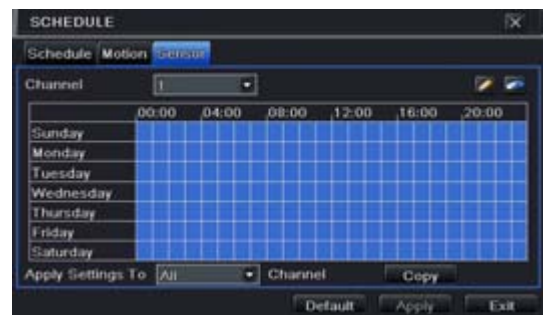 SCHEDULE
Schedule Motion Sensor
Channel 1
00:00 04:00 08:00 12:00 16:00 20:00
Sunday
Monday
Tuesday
Wednesday
Thursday
Friday
Saturday
Apply Settings To All Channel Copy
Default Apply Exit